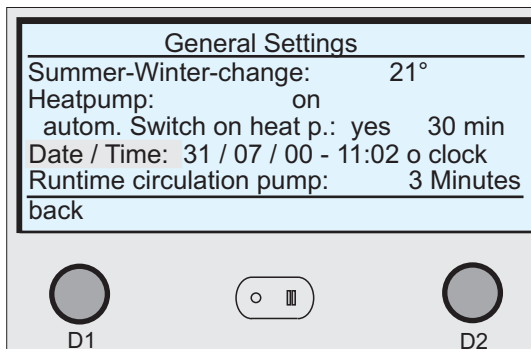 General Settings
Summer-Winter-change: 21°
Heatpump: on
autom. Switch on heat p.: yes 30 min
Date / Time: 31 / 07 / 00 - 11:02 o clock
Runtime circulation pump: 3 Minutes
back
D1 D2